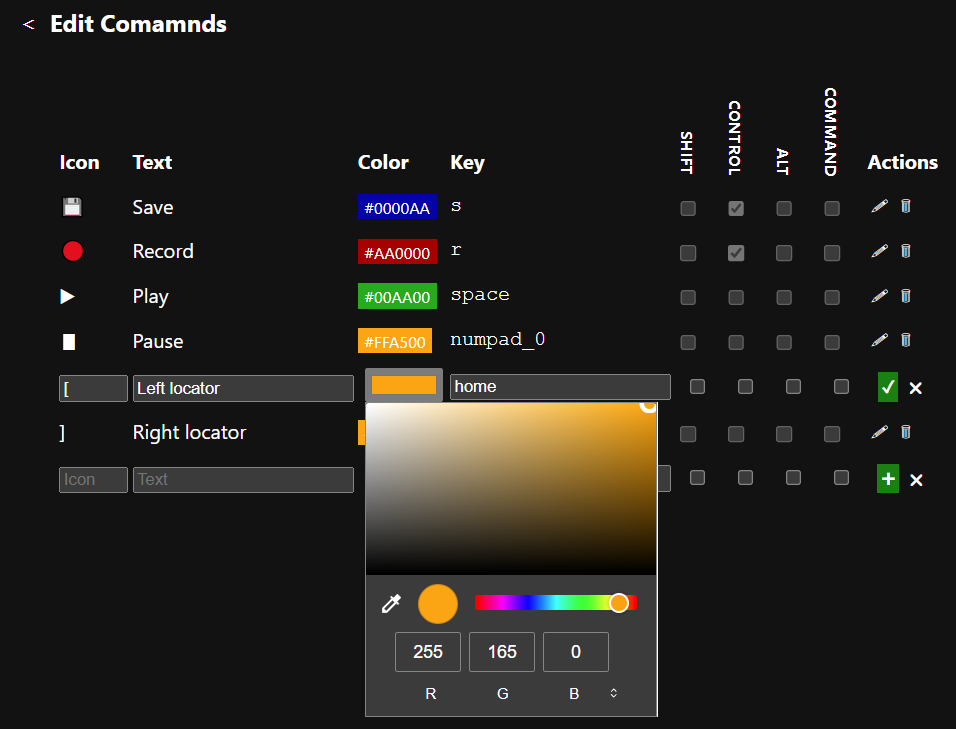 < Edit Comamnds
SHIFT CONTROL ALT COMMAND
Icon Text Color Key Actions
Save #0000AA s
Record #AA0000 r
Play #00AA00 space
Pause #FFA500 numpad_0
[ Left locator home
] Right locator
Icon Text
255 165 0
R G B